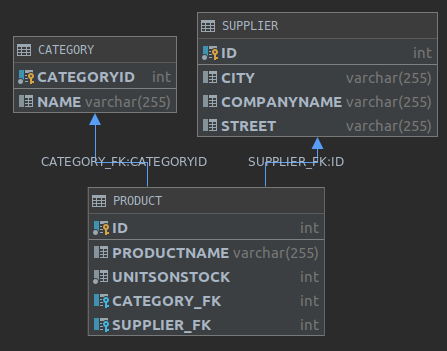 CATEGORY
CATEGORYID int
NAME varchar(255)
SUPPLIER
ID int
CITY varchar(255)
COMPANYNAME varchar(255)
STREET varchar(255)
CATEGORY_FK:CATEGORYID
SUPPLIER_FK:ID
PRODUCT
ID int
PRODUCTNAME varchar(255)
UNITSONSTOCK int
CATEGORY_FK int
SUPPLIER_FK int